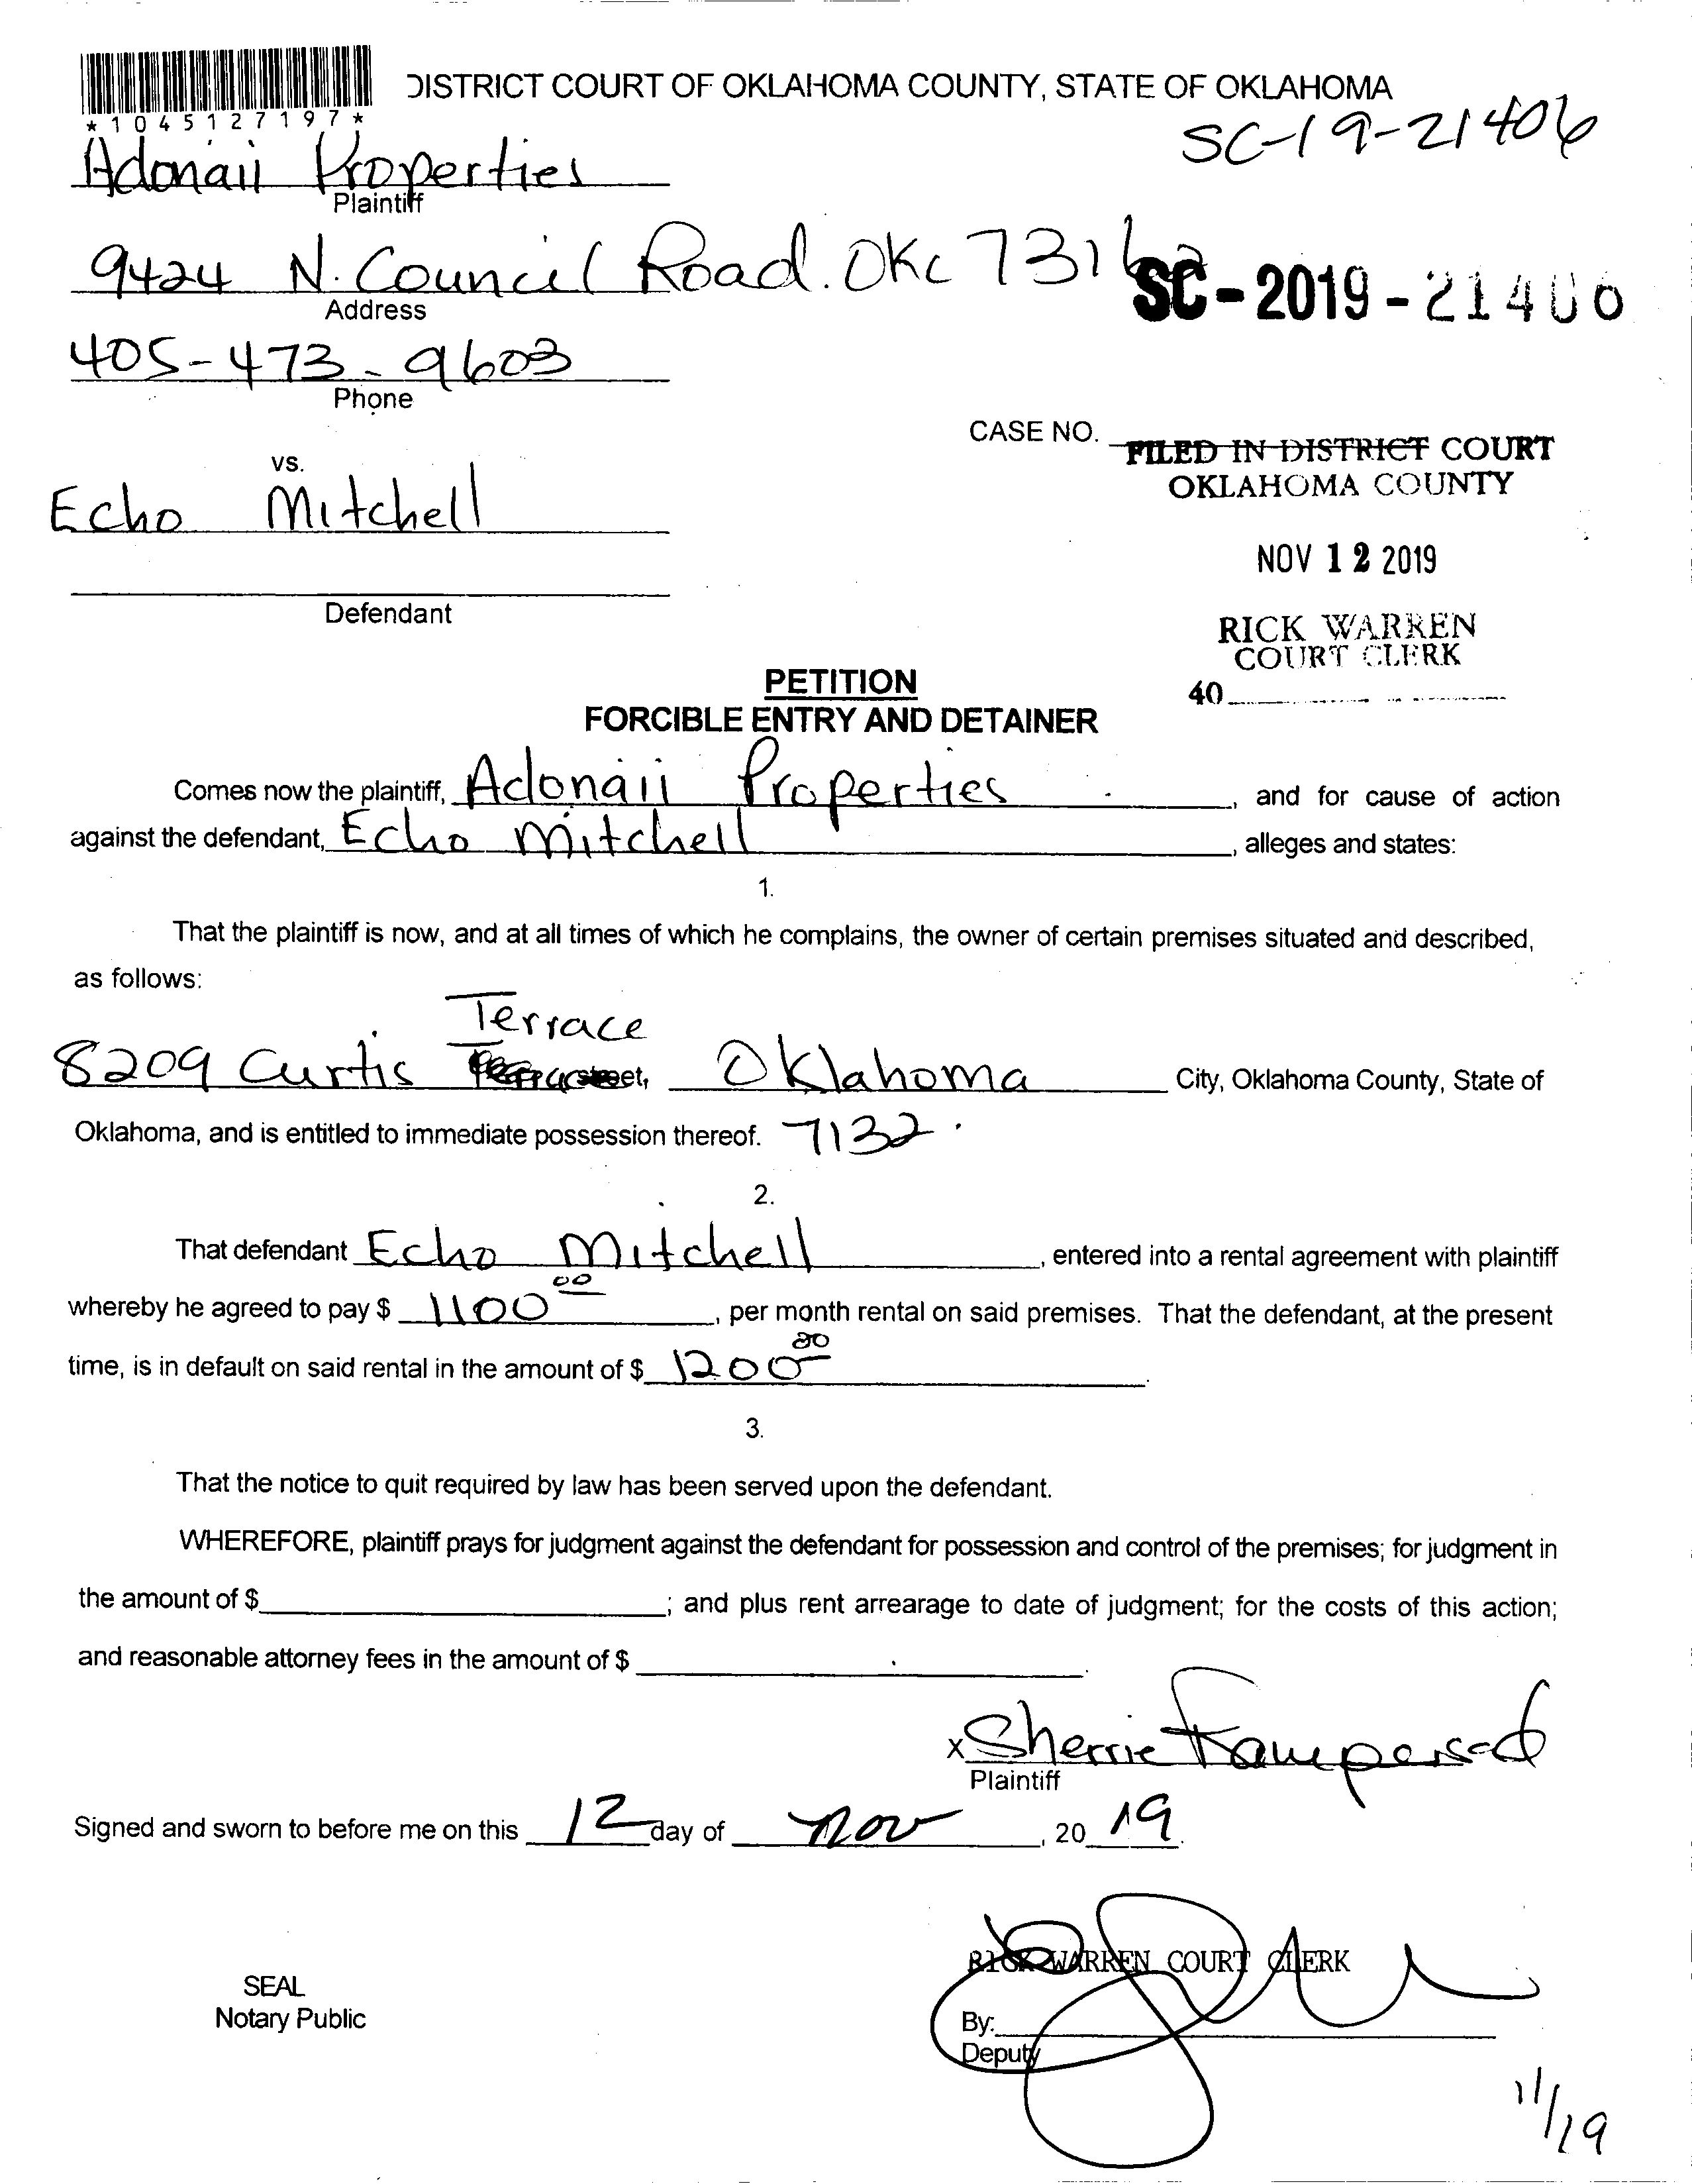 DISTRICT COURT OF OKLAHOMA COUNTY, STATE OF OKLAHOMA
*1045127197*
SC-19-21406
Adonaii Properties
Plaintiff
9424 N. Council Road. OKC
Address
SC-2019-21406
405-473-9603
Phone
CASE NO.
FILED IN DISTRICT COURT
OKLAHOMA COUNTY
vs.
Echo Mitchell
NOV 12 2019
Defendant
RICK WARREN
COURT CLERK
40
PETITION
FORCIBLE ENTRY AND DETAINER
Comes now the plaintiff, Adonaii Properties, and for cause of action
against the defendant, Echo Mitchell, alleges and states:
1.
That the plaintiff is now, and at all times of which he complains, the owner of certain premises situated and described,
as follows:
Terrace
8209 Curtis street, Oklahoma City, Oklahoma County, State of
Oklahoma, and is entitled to immediate possession thereof. 7132.
2.
That defendant Echo Mitchell, entered into a rental agreement with plaintiff
whereby he agreed to pay $ 1100 00, per month rental on said premises. That the defendant, at the present
time, is in default on said rental in the amount of $ 1200 00.
3.
That the notice to quit required by law has been served upon the defendant.
WHEREFORE, plaintiff prays for judgment against the defendant for possession and control of the premises; for judgment in
the amount of $; and plus rent arrearage to date of judgment; for the costs of this action;
and reasonable attorney fees in the amount of $.
x Sherrie Rampersad
Plaintiff
Signed and sworn to before me on this 12 day of Nov, 2019.
RICK WARREN COURT CLERK
SEAL
Notary Public
By:
Deputy
11/19